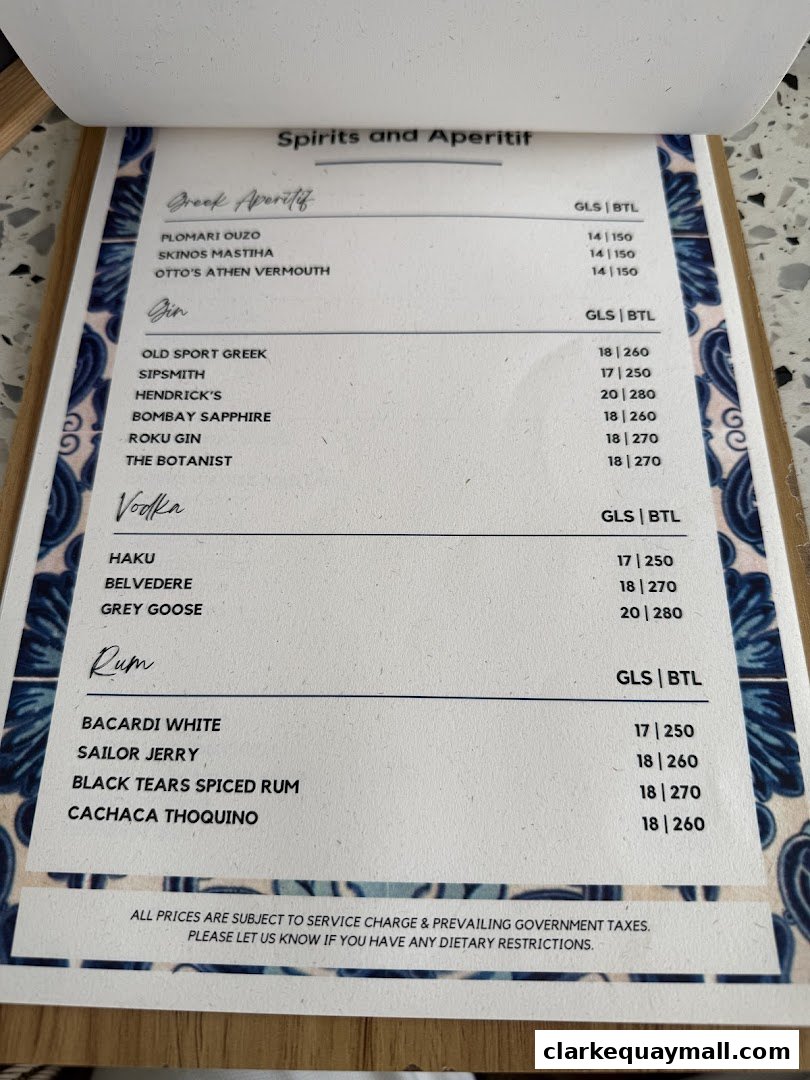 Spirits and Aperitif
Greek Aperitif GLS | BTL
PLOMARI OUZO 14 | 150
SKINOS MASTIHA 14 | 150
OTTO'S ATHEN VERMOUTH 14 | 150
Gin GLS | BTL
OLD SPORT GREEK 18 | 260
SIPSMITH 17 | 250
HENDRICK'S 20 | 280
BOMBAY SAPPHIRE 18 | 260
ROKU GIN 18 | 270
THE BOTANIST 18 | 270
Vodka GLS | BTL
HAKU 17 | 250
BELVEDERE 18 | 270
GREY GOOSE 20 | 280
Rum GLS | BTL
BACARDI WHITE 17 | 250
SAILOR JERRY 18 | 260
BLACK TEARS SPICED RUM 18 | 270
CACHACA THOQUINO 18 | 260
ALL PRICES ARE SUBJECT TO SERVICE CHARGE & PREVAILING GOVERNMENT TAXES.
PLEASE LET US KNOW IF YOU HAVE ANY DIETARY RESTRICTIONS.
clarkequaymall.com